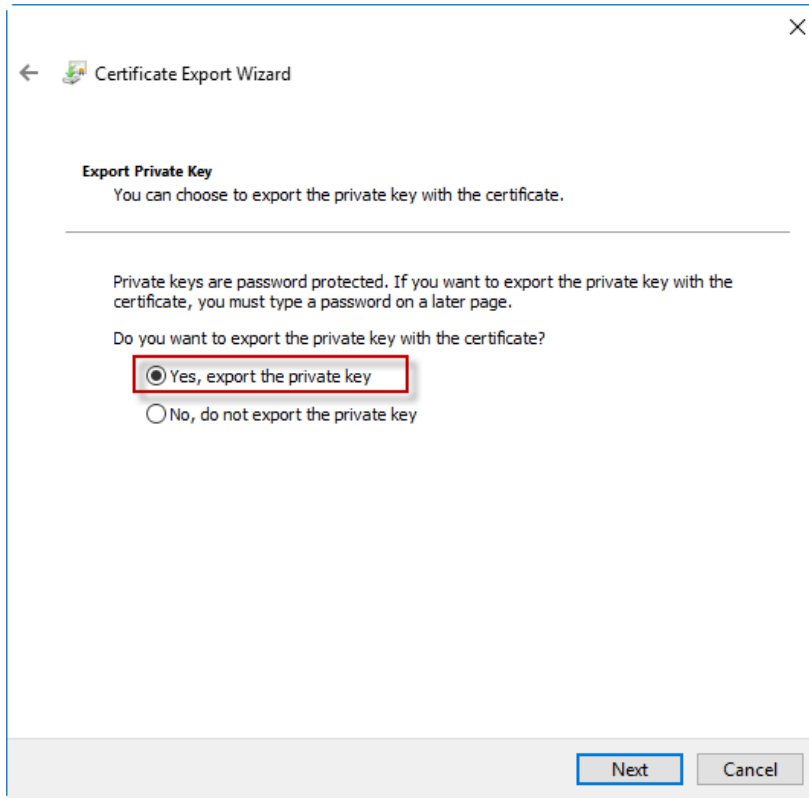 Certificate Export Wizard
Export Private Key
You can choose to export the private key with the certificate.
Private keys are password protected. If you want to export the private key with the
certificate, you must type a password on a later page.
Do you want to export the private key with the certificate?
Yes, export the private key
No, do not export the private key
Next
Cancel